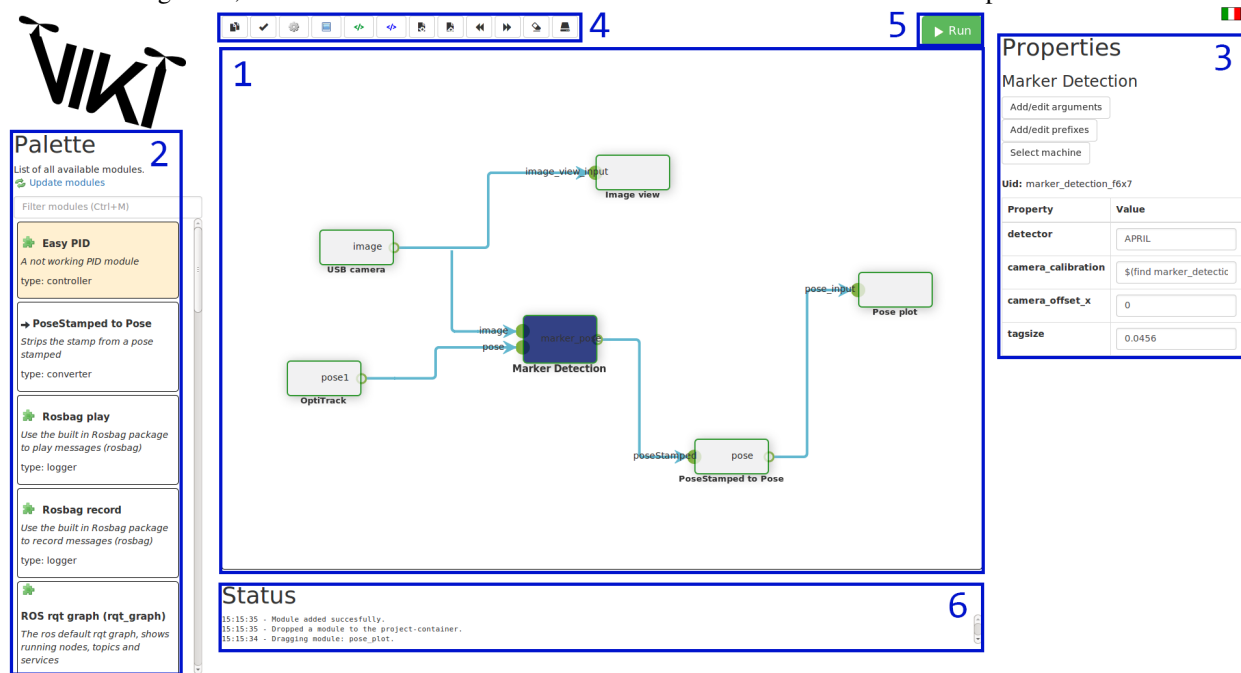 VIKI
4
5
Run
Palette
2
List of all available modules.
Update modules
Filter modules (Ctrl+M)
Easy PID
A not working PID module
type: controller
PoseStamped to Pose
Strips the stamp from a pose
stamped
type: converter
Rosbag play
Use the built in Rosbag package
to play messages (rosbag)
type: logger
Rosbag record
Use the built in Rosbag package
to record messages (rosbag)
type: logger
ROS rqt graph (rqt_graph)
The ros default rqt graph, shows
running nodes, topics and
services
1
image_view_input
Image view
image
USB camera
pose_input
Pose plot
image
pose
marker_pose
Marker Detection
pose1
OptiTrack
poseStamped
pose
PoseStamped to Pose
Status
6
15:15:35 - Module added succesfully.
15:15:35 - Dropped a module to the project-container.
15:15:34 - Dragging module: pose_plot.
Properties
3
Marker Detection
Add/edit arguments
Add/edit prefixes
Select machine
Uid: marker_detection_f6x7
Property Value
detector APRIL
camera_calibration $(find marker_detectic
camera_offset_x 0
tagsize 0.0456